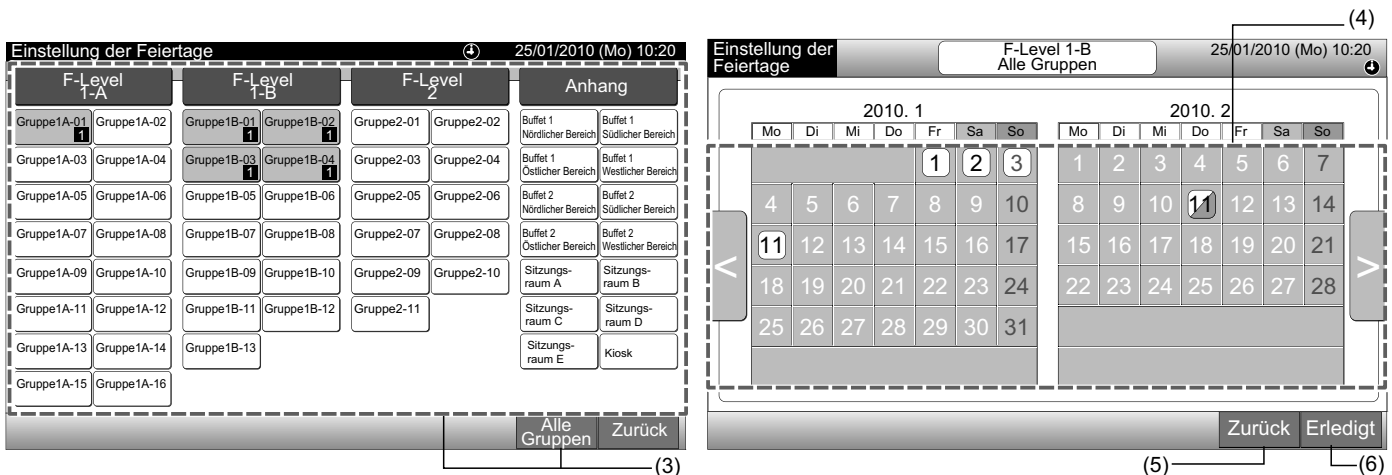 (4)
Einstellung der Feiertage 25/01/2010 (Mo) 10:20
F-Level 1-A F-Level 1-B F-Level 2 Anhang
Gruppe1A-01 1 Gruppe1A-02 Gruppe1B-01 1 Gruppe1B-02 1 Gruppe2-01 Gruppe2-02 Buffet 1 Nördlicher Bereich Buffet 1 Südlicher Bereich
Gruppe1A-03 Gruppe1A-04 Gruppe1B-03 1 Gruppe1B-04 1 Gruppe2-03 Gruppe2-04 Buffet 1 Östlicher Bereich Buffet 1 Westlicher Bereich
Gruppe1A-05 Gruppe1A-06 Gruppe1B-05 Gruppe1B-06 Gruppe2-05 Gruppe2-06 Buffet 2 Nördlicher Bereich Buffet 2 Südlicher Bereich
Gruppe1A-07 Gruppe1A-08 Gruppe1B-07 Gruppe1B-08 Gruppe2-07 Gruppe2-08 Buffet 2 Östlicher Bereich Buffet 2 Westlicher Bereich
Gruppe1A-09 Gruppe1A-10 Gruppe1B-09 Gruppe1B-10 Gruppe2-09 Gruppe2-10 Sitzungs-raum A Sitzungs-raum B
Gruppe1A-11 Gruppe1A-12 Gruppe1B-11 Gruppe1B-12 Gruppe2-11 Sitzungs-raum C Sitzungs-raum D
Gruppe1A-13 Gruppe1A-14 Gruppe1B-13 Sitzungs-raum E Kiosk
Gruppe1A-15 Gruppe1A-16
Alle Gruppen Zurück
(3)
Einstellung der Feiertage F-Level 1-B Alle Gruppen 25/01/2010 (Mo) 10:20
2010. 1 2010. 2
Mo Di Mi Do Fr Sa So Mo Di Mi Do Fr Sa So
1 2 3 1 2 3 4 5 6 7
4 5 6 7 8 9 10 8 9 10 11 12 13 14
11 12 13 14 15 16 17 15 16 17 18 19 20 21
< 18 19 20 21 22 23 24 22 23 24 25 26 27 28 >
25 26 27 28 29 30 31
Zurück Erledigt
(5) (6)